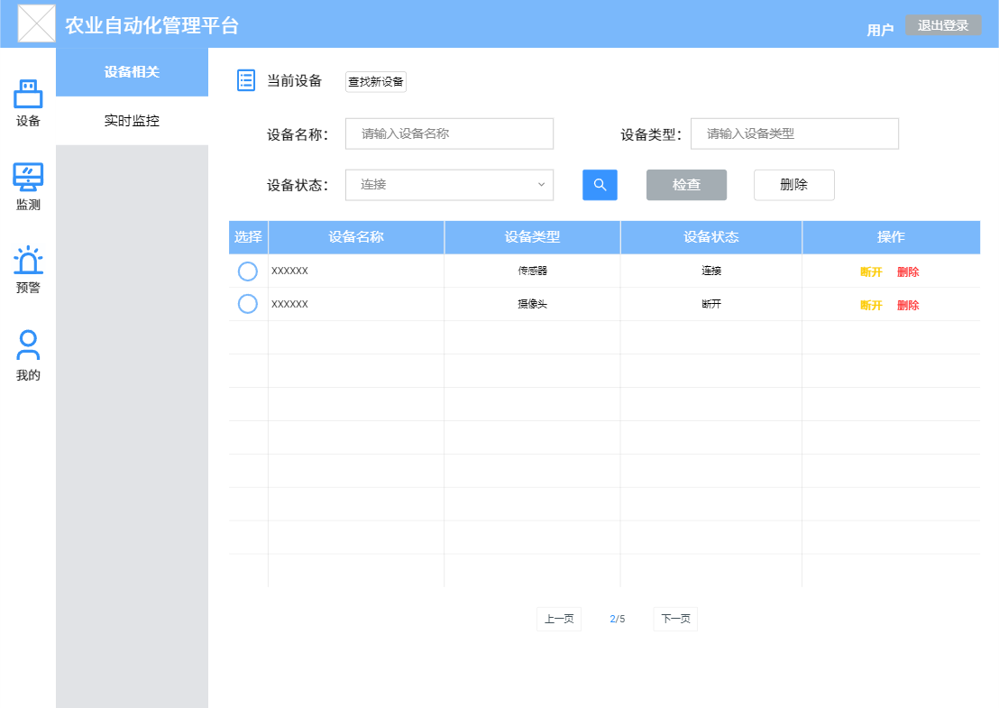 农业自动化管理平台
用户 退出登录
设备相关
实时监控
设备
监测
预警
我的
当前设备 查找新设备
设备名称： 请输入设备名称 设备类型： 请输入设备类型
设备状态： 连接 检查 删除
选择 设备名称 设备类型 设备状态 操作
XXXXXX 传感器 连接 断开 删除
XXXXXX 摄像头 断开 断开 删除
上一页 2/5 下一页